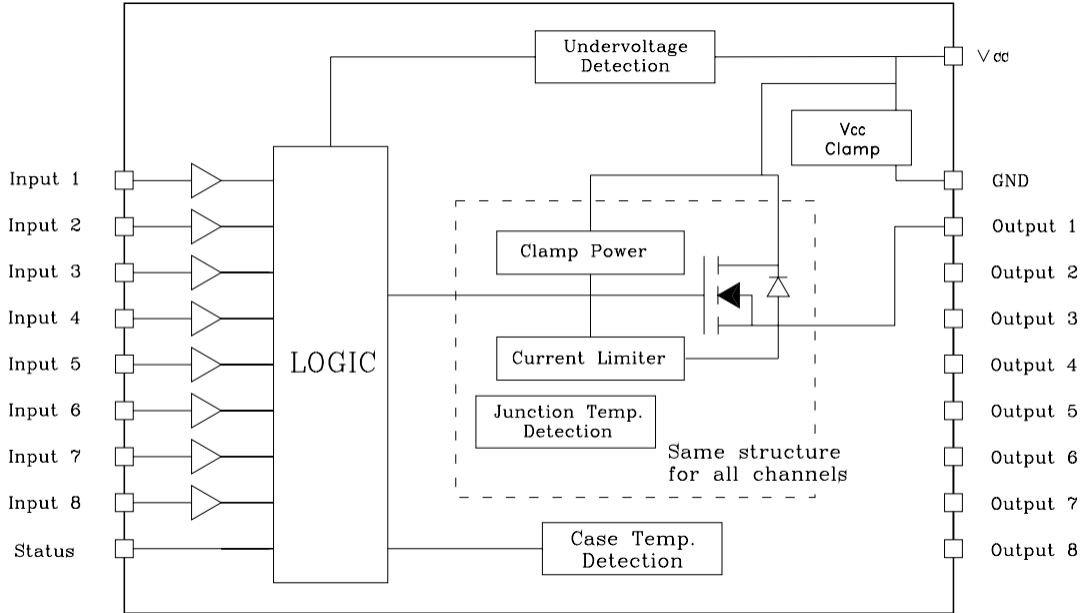 Undervoltage
Detection
Vcc
Vcc
Clamp
Input 1
GND
Input 2
Output 1
Clamp Power
Input 3
Output 2
Input 4
Output 3
LOGIC
Current Limiter
Input 5
Output 4
Junction Temp.
Detection
Input 6
Output 5
Same structure
for all channels
Input 7
Output 6
Input 8
Output 7
Case Temp.
Detection
Status
Output 8